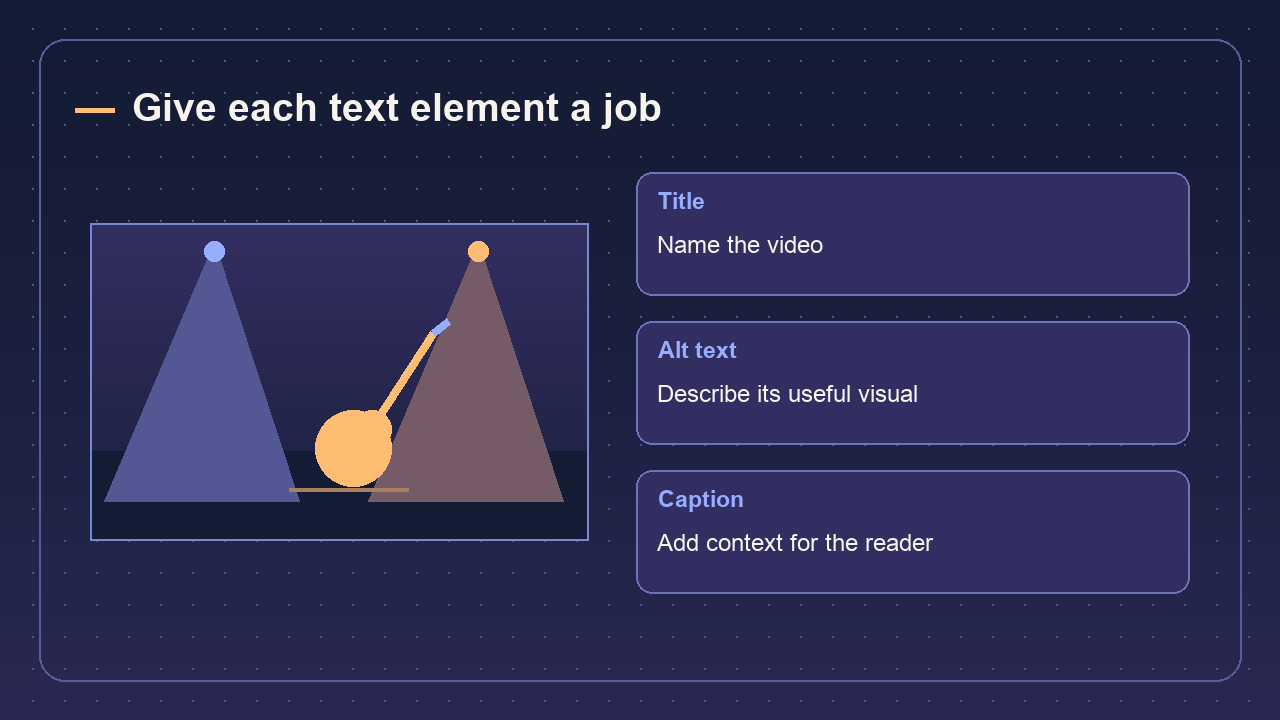 Give each text element a job
Title
Name the video
Alt text
Describe its useful visual
Caption
Add context for the reader